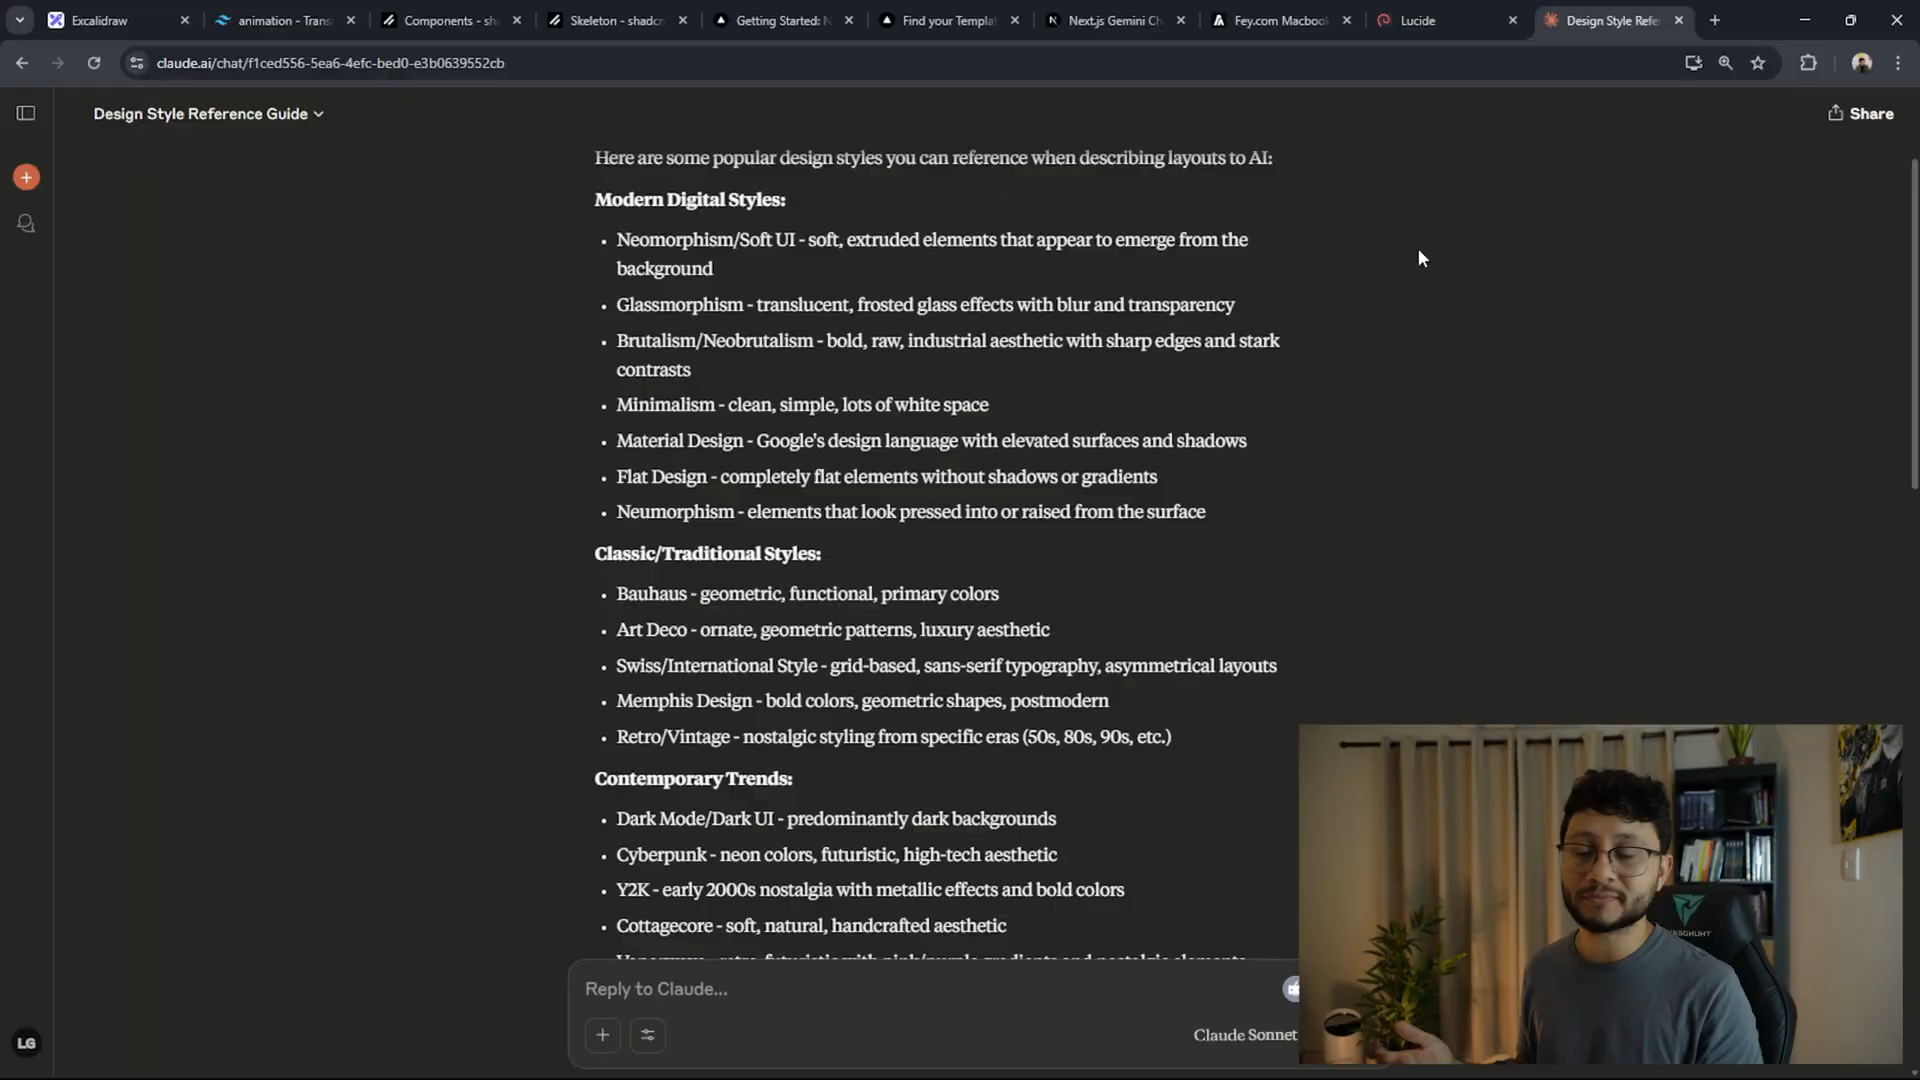 Excalidraw
animation - Trans
Components - sha
Skeleton - shadcn
Getting Started: N
Find your Templat
Next.js Gemini Ch
Fey.com Macbook
Lucide
Design Style Refe
claude.ai/chat/f1ced556-5ea6-4efc-bed0-e3b0639552cb
Design Style Reference Guide
Share
Here are some popular design styles you can reference when describing layouts to AI:
Modern Digital Styles:
• Neomorphism/Soft UI - soft, extruded elements that appear to emerge from the
background
• Glassmorphism - translucent, frosted glass effects with blur and transparency
• Brutalism/Neobrutalism - bold, raw, industrial aesthetic with sharp edges and stark
contrasts
• Minimalism - clean, simple, lots of white space
• Material Design - Google's design language with elevated surfaces and shadows
• Flat Design - completely flat elements without shadows or gradients
• Neumorphism - elements that look pressed into or raised from the surface
Classic/Traditional Styles:
• Bauhaus - geometric, functional, primary colors
• Art Deco - ornate, geometric patterns, luxury aesthetic
• Swiss/International Style - grid-based, sans-serif typography, asymmetrical layouts
• Memphis Design - bold colors, geometric shapes, postmodern
• Retro/Vintage - nostalgic styling from specific eras (50s, 80s, 90s, etc.)
Contemporary Trends:
• Dark Mode/Dark UI - predominantly dark backgrounds
• Cyberpunk - neon colors, futuristic, high-tech aesthetic
• Y2K - early 2000s nostalgia with metallic effects and bold colors
• Cottagecore - soft, natural, handcrafted aesthetic
Reply to Claude...
Claude Sonnet
LG